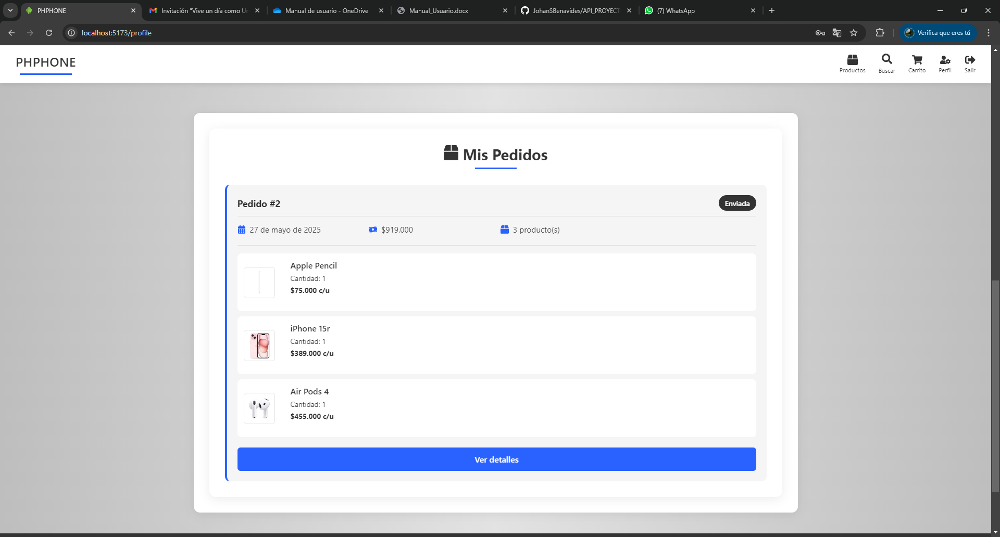 PHPHONE
Invitación "Vive un día como Un
Manual de usuario - OneDrive
Manual_Usuario.docx
JohanSBenavides/API_PROYECT
(7) WhatsApp
localhost:5173/profile
Verifica que eres tú
PHPHONE
Productos
Buscar
Carrito
Perfil
Salir
Mis Pedidos
Pedido #2
Enviada
27 de mayo de 2025
$919.000
3 producto(s)
Apple Pencil
Cantidad: 1
$75.000 c/u
iPhone 15r
Cantidad: 1
$389.000 c/u
Air Pods 4
Cantidad: 1
$455.000 c/u
Ver detalles